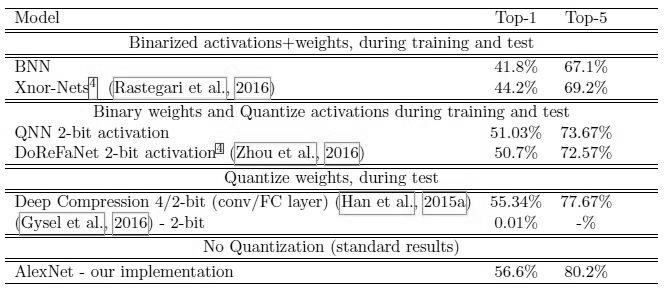 Model Top-1 Top-5
Binarized activations+weights, during training and test
BNN 41.8% 67.1%
Xnor-Nets4 (Rastegari et al., 2016) 44.2% 69.2%
Binary weights and Quantize activations during training and test
QNN 2-bit activation 51.03% 73.67%
DoReFaNet 2-bit activation4 (Zhou et al., 2016) 50.7% 72.57%
Quantize weights, during test
Deep Compression 4/2-bit (conv/FC layer) (Han et al., 2015a) 55.34% 77.67%
(Gysel et al., 2016) - 2-bit 0.01% -%
No Quantization (standard results)
AlexNet - our implementation 56.6% 80.2%